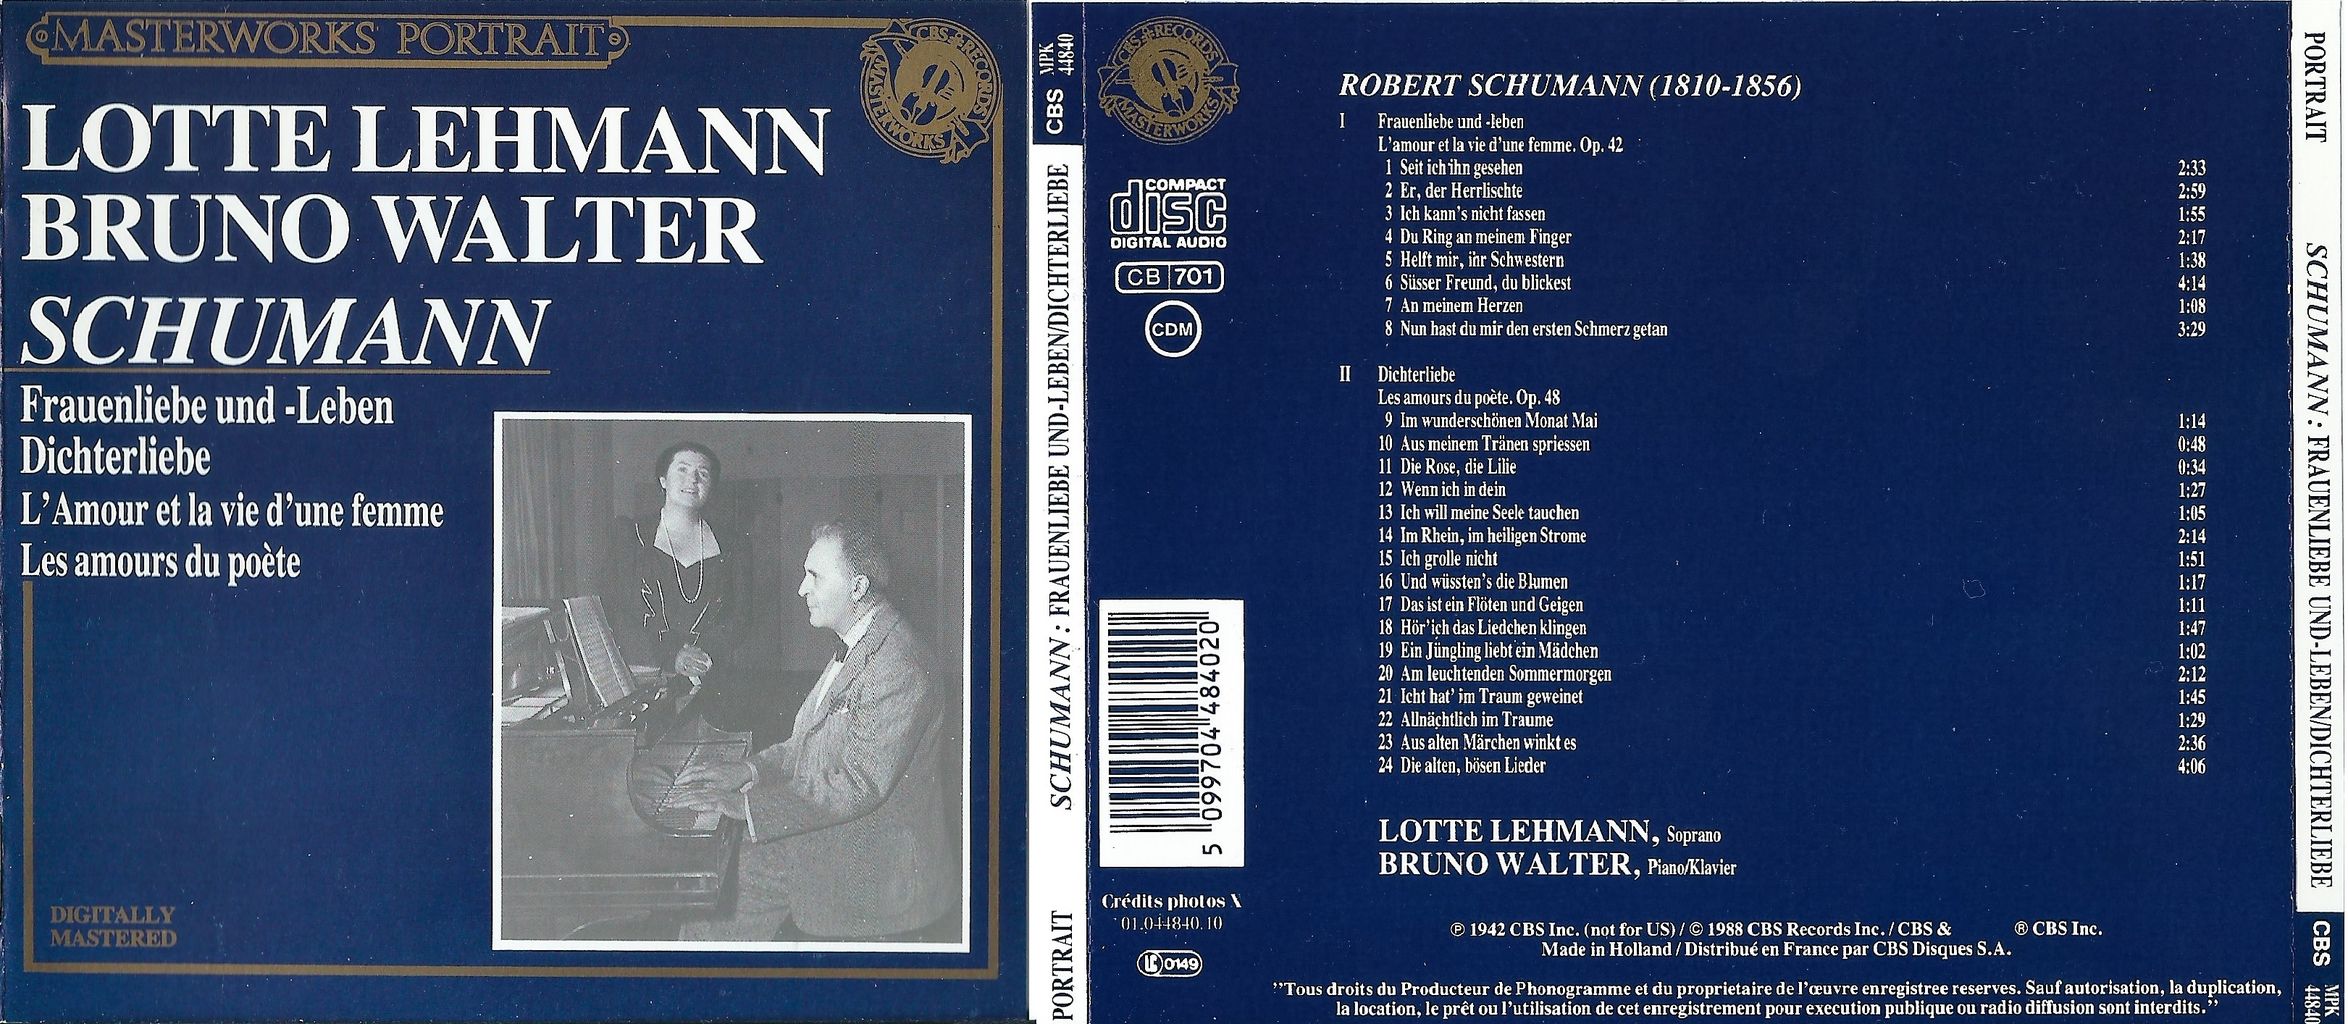 MASTERWORKS PORTRAIT
CBS RECORDS MASTERWORKS
LOTTE LEHMANN
BRUNO WALTER
SCHUMANN
Frauenliebe und -Leben
Dichterliebe
L'Amour et la vie d'une femme
Les amours du poète
DIGITALLY
MASTERED
CBS MPK 44840
SCHUMANN : FRAUENLIEBE UND-LEBEN/DICHTERLIEBE
PORTRAIT
CBS RECORDS MASTERWORKS
COMPACT
disc
DIGITAL AUDIO
CB 701
CDM
5 099704 484020
Crédits photos X
01.044840.10
LC 0149
ROBERT SCHUMANN (1810-1856)
I Frauenliebe und -leben
L'amour et la vie d'une femme. Op. 42
1 Seit ich ihn gesehen 2:33
2 Er, der Herrlischte 2:59
3 Ich kann's nicht fassen 1:55
4 Du Ring an meinem Finger 2:17
5 Helft mir, ihr Schwestern 1:38
6 Süsser Freund, du blickest 4:14
7 An meinem Herzen 1:08
8 Nun hast du mir den ersten Schmerz getan 3:29
II Dichterliebe
Les amours du poète. Op. 48
9 Im wunderschönen Monat Mai 1:14
10 Aus meinem Tränen spriessen 0:48
11 Die Rose, die Lilie 0:34
12 Wenn ich in dein 1:27
13 Ich will meine Seele tauchen 1:05
14 Im Rhein, im heiligen Strome 2:14
15 Ich grolle nicht 1:51
16 Und wüssten's die Blumen 1:17
17 Das ist ein Flöten und Geigen 1:11
18 Hör' ich das Liedchen klingen 1:47
19 Ein Jüngling liebt ein Mädchen 1:02
20 Am leuchtenden Sommermorgen 2:12
21 Icht hat' im Traum geweinet 1:45
22 Allnächtlich im Traume 1:29
23 Aus alten Märchen winkt es 2:36
24 Die alten, bösen Lieder 4:06
LOTTE LEHMANN, Soprano
BRUNO WALTER, Piano/Klavier
℗ 1942 CBS Inc. (not for US) / © 1988 CBS Records Inc. / CBS & ® CBS Inc.
Made in Holland / Distribué en France par CBS Disques S.A.
"Tous droits du Producteur de Phonogramme et du proprietaire de l'œuvre enregistree reserves. Sauf autorisation, la duplication,
la location, le prêt ou l'utilisation de cet enregistrement pour execution publique ou radio diffusion sont interdits."
PORTRAIT
SCHUMANN : FRAUENLIEBE UND-LEBEN/DICHTERLIEBE
CBS MPK 44840